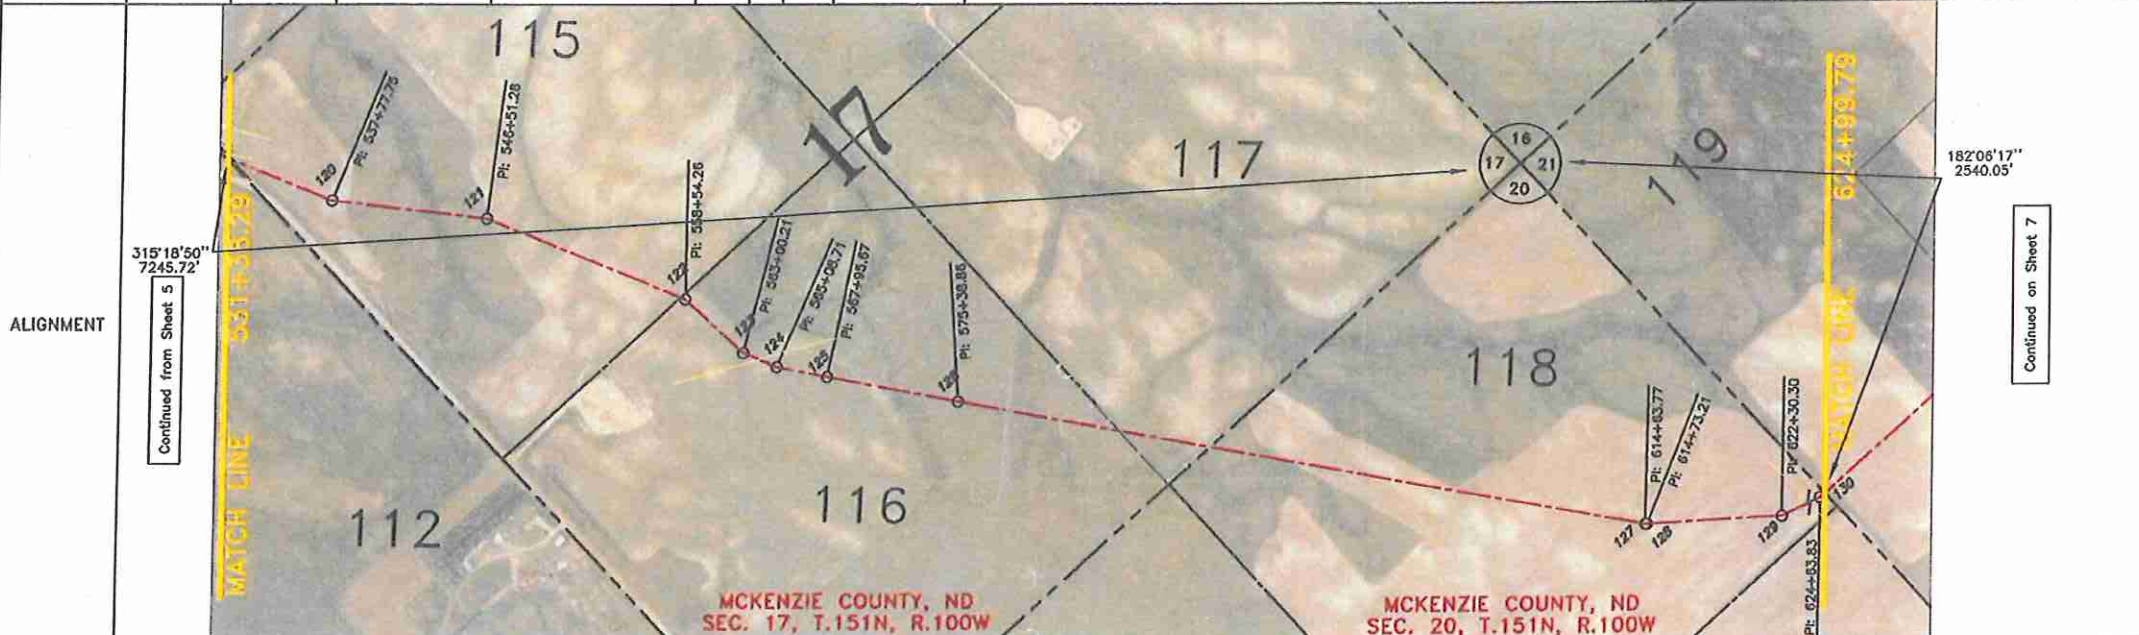 ALIGNMENT
Continued from Sheet 5
315°18'50"
7245.72'
MATCH LINE 531+33.29
115
120
PI: 537+77.75
121
PI: 546+51.28
122
PI: 558+54.26
17
123
PI: 563+00.21
124
PI: 565+06.71
125
PI: 567+95.67
126
PI: 575+38.86
112
116
117
16
17
21
20
119
118
127
PI: 614+63.77
128
PI: 614+73.21
129
PI: 622+30.30
130
PI: 624+63.83
MATCH LINE 624+99.79
182°06'17"
2540.05'
Continued on Sheet 7
MCKENZIE COUNTY, ND
SEC. 17, T.151N, R.100W
MCKENZIE COUNTY, ND
SEC. 20, T.151N, R.100W